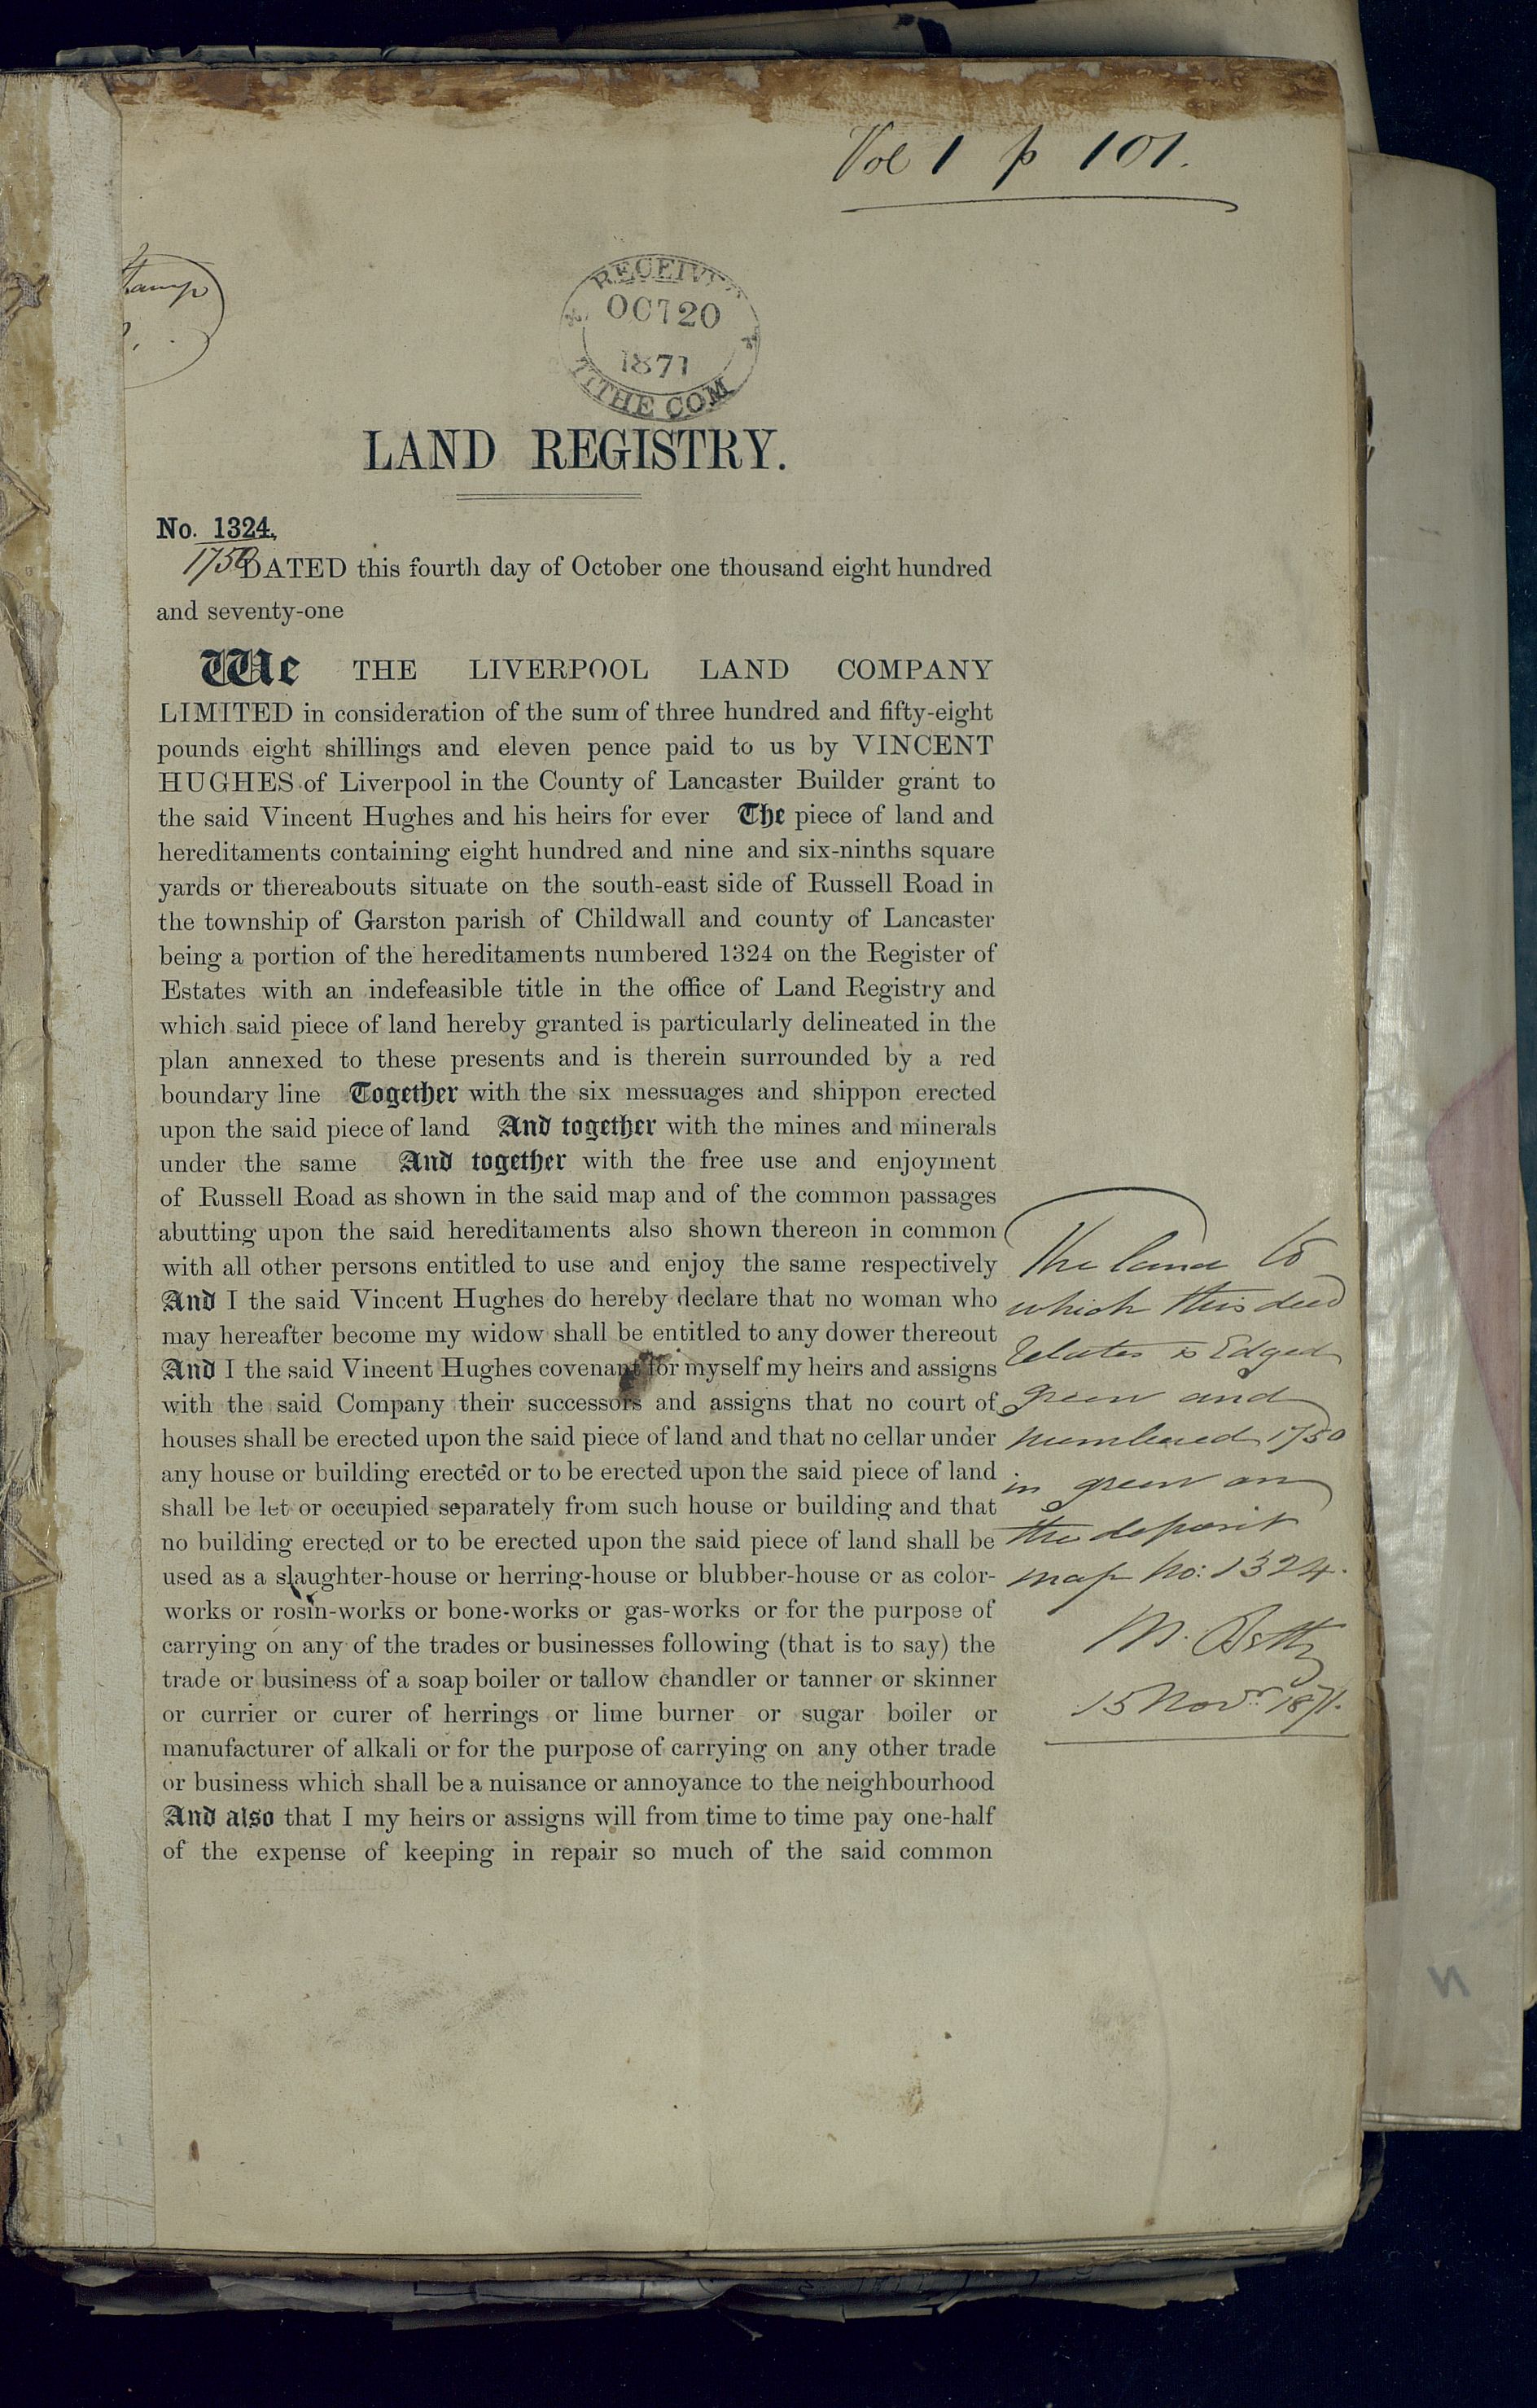 Vol 1 p 101.
RECEIV
OCT 20
1871
TITHE COM
LAND REGISTRY.
No. 1324,
1750
DATED this fourth day of October one thousand eight hundred
and seventy-one
We THE LIVERPOOL LAND COMPANY
LIMITED in consideration of the sum of three hundred and fifty-eight
pounds eight shillings and eleven pence paid to us by VINCENT
HUGHES of Liverpool in the County of Lancaster Builder grant to
the said Vincent Hughes and his heirs for ever The piece of land and
hereditaments containing eight hundred and nine and six-ninths square
yards or thereabouts situate on the south-east side of Russell Road in
the township of Garston parish of Childwall and county of Lancaster
being a portion of the hereditaments numbered 1324 on the Register of
Estates with an indefeasible title in the office of Land Registry and
which said piece of land hereby granted is particularly delineated in the
plan annexed to these presents and is therein surrounded by a red
boundary line Together with the six messuages and shippon erected
upon the said piece of land And together with the mines and minerals
under the same And together with the free use and enjoyment
of Russell Road as shown in the said map and of the common passages
abutting upon the said hereditaments also shown thereon in common
with all other persons entitled to use and enjoy the same respectively
And I the said Vincent Hughes do hereby declare that no woman who
may hereafter become my widow shall be entitled to any dower thereout
And I the said Vincent Hughes covenant for myself my heirs and assigns
with the said Company their successors and assigns that no court of
houses shall be erected upon the said piece of land and that no cellar under
any house or building erected or to be erected upon the said piece of land
shall be let or occupied separately from such house or building and that
no building erected or to be erected upon the said piece of land shall be
used as a slaughter-house or herring-house or blubber-house or as color-
works or rosin-works or bone-works or gas-works or for the purpose of
carrying on any of the trades or businesses following (that is to say) the
trade or business of a soap boiler or tallow chandler or tanner or skinner
or currier or curer of herrings or lime burner or sugar boiler or
manufacturer of alkali or for the purpose of carrying on any other trade
or business which shall be a nuisance or annoyance to the neighbourhood
And also that I my heirs or assigns will from time to time pay one-half
of the expense of keeping in repair so much of the said common
The land to
which this deed
relates is Edged
green and
numbered 1750
in green on
the deposit
map No: 1324.
M.
15 Novr. 1871.